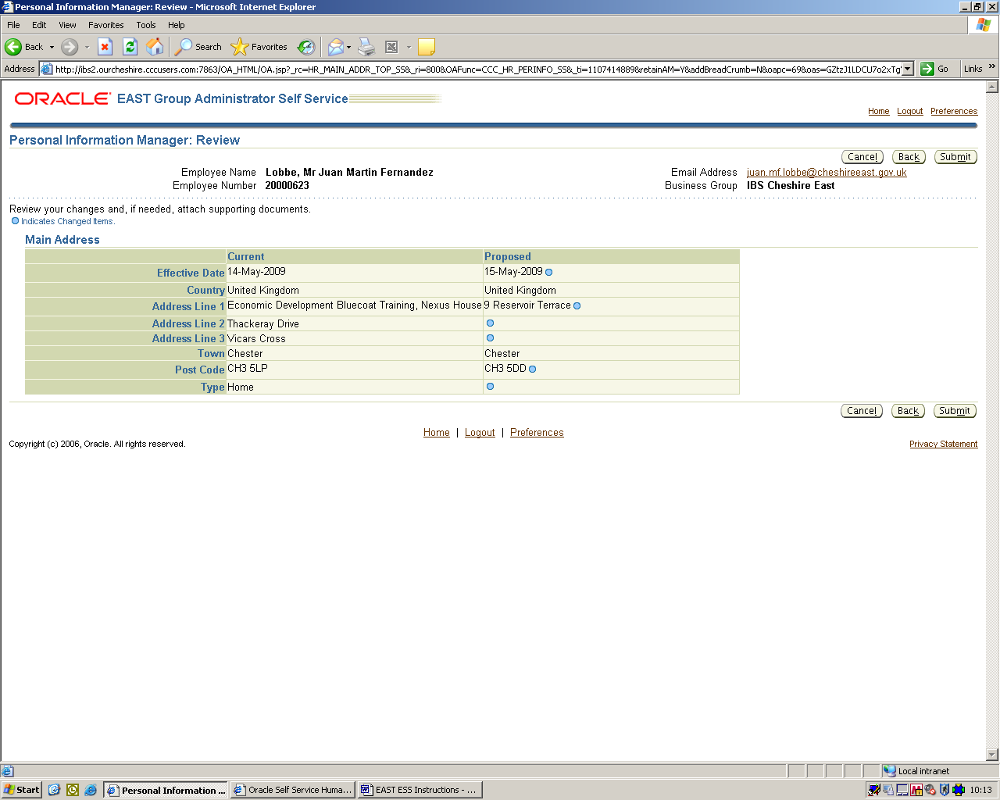 Personal Information Manager: Review - Microsoft Internet Explorer
File Edit View Favorites Tools Help
Back Search Favorites
Address http://ibs2.ourcheshire.cccusers.com:7863/OA_HTML/OA.jsp?_rc=HR_MAIN_ADDR_TOP_SS&_ri=800&OAFunc=CCC_HR_PERINFO_SS&_ti=1107414889&retainAM=Y&addBreadCrumb=N&oapc=69&oas=GZtzJ1LDCU7o2xTg Go Links »
ORACLE EAST Group Administrator Self Service
Home Logout Preferences
Personal Information Manager: Review
Cancel Back Submit
Employee Name Lobbe, Mr Juan Martin Fernandez Email Address juan.mf.lobbe@cheshireeast.gov.uk
Employee Number 20000623 Business Group IBS Cheshire East
Review your changes and, if needed, attach supporting documents.
Indicates Changed Items.
Main Address
Current Proposed
Effective Date 14-May-2009 15-May-2009
Country United Kingdom United Kingdom
Address Line 1 Economic Development Bluecoat Training, Nexus House 9 Reservoir Terrace
Address Line 2 Thackeray Drive
Address Line 3 Vicars Cross
Town Chester Chester
Post Code CH3 5LP CH3 5DD
Type Home
Cancel Back Submit
Home | Logout | Preferences
Copyright (c) 2006, Oracle. All rights reserved. Privacy Statement
Local intranet
Start Personal Information ... Oracle Self Service Huma... EAST ESS Instructions - ... 10:13